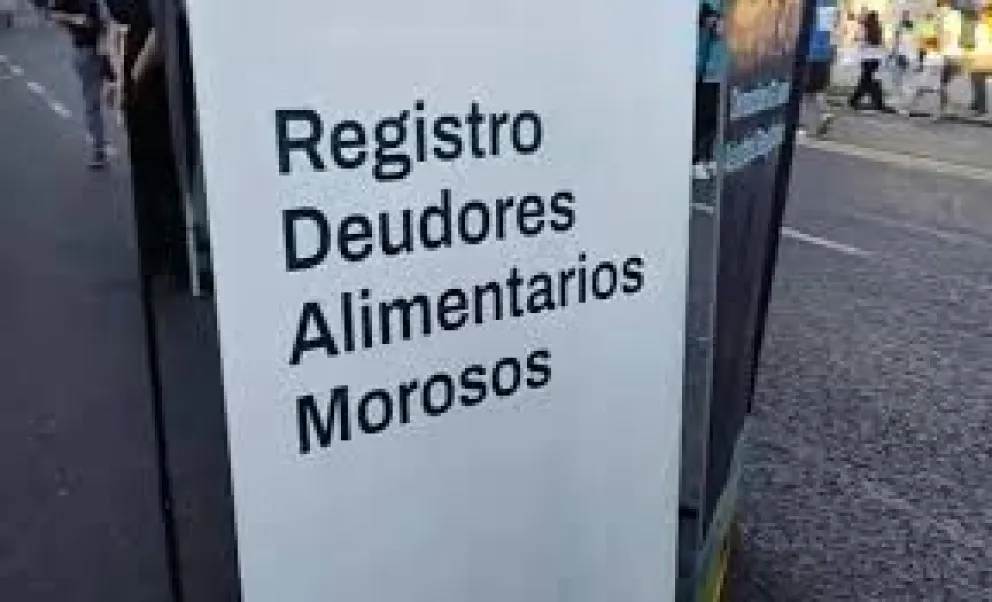 Registro
Deudores
Alimentarios
Morosos